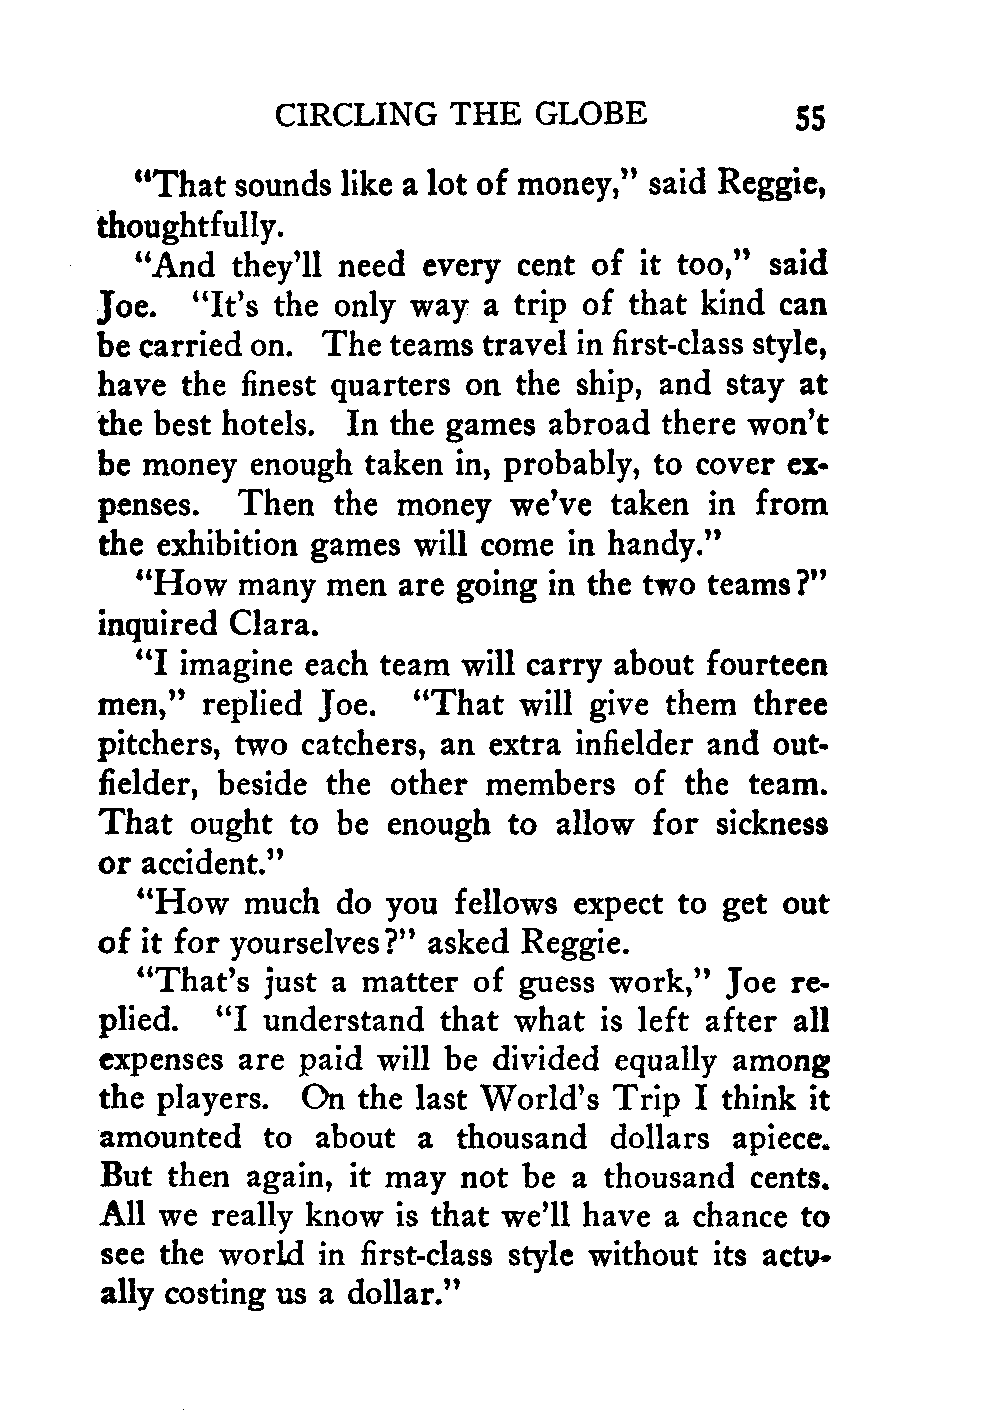 CIRCLING THE GLOBE 55
"That sounds like a lot of money," said Reggie,
thoughtfully.
"And they'll need every cent of it too," said
Joe. "It's the only way a trip of that kind can
be carried on. The teams travel in first-class style,
have the finest quarters on the ship, and stay at
the best hotels. In the games abroad there won't
be money enough taken in, probably, to cover ex-
penses. Then the money we've taken in from
the exhibition games will come in handy."
"How many men are going in the two teams?"
inquired Clara.
"I imagine each team will carry about fourteen
men," replied Joe. "That will give them three
pitchers, two catchers, an extra infielder and out-
fielder, beside the other members of the team.
That ought to be enough to allow for sickness
or accident."
"How much do you fellows expect to get out
of it for yourselves?" asked Reggie.
"That's just a matter of guess work," Joe re-
plied. "I understand that what is left after all
expenses are paid will be divided equally among
the players. On the last World's Trip I think it
amounted to about a thousand dollars apiece.
But then again, it may not be a thousand cents.
All we really know is that we'll have a chance to
see the world in first-class style without its actu-
ally costing us a dollar."